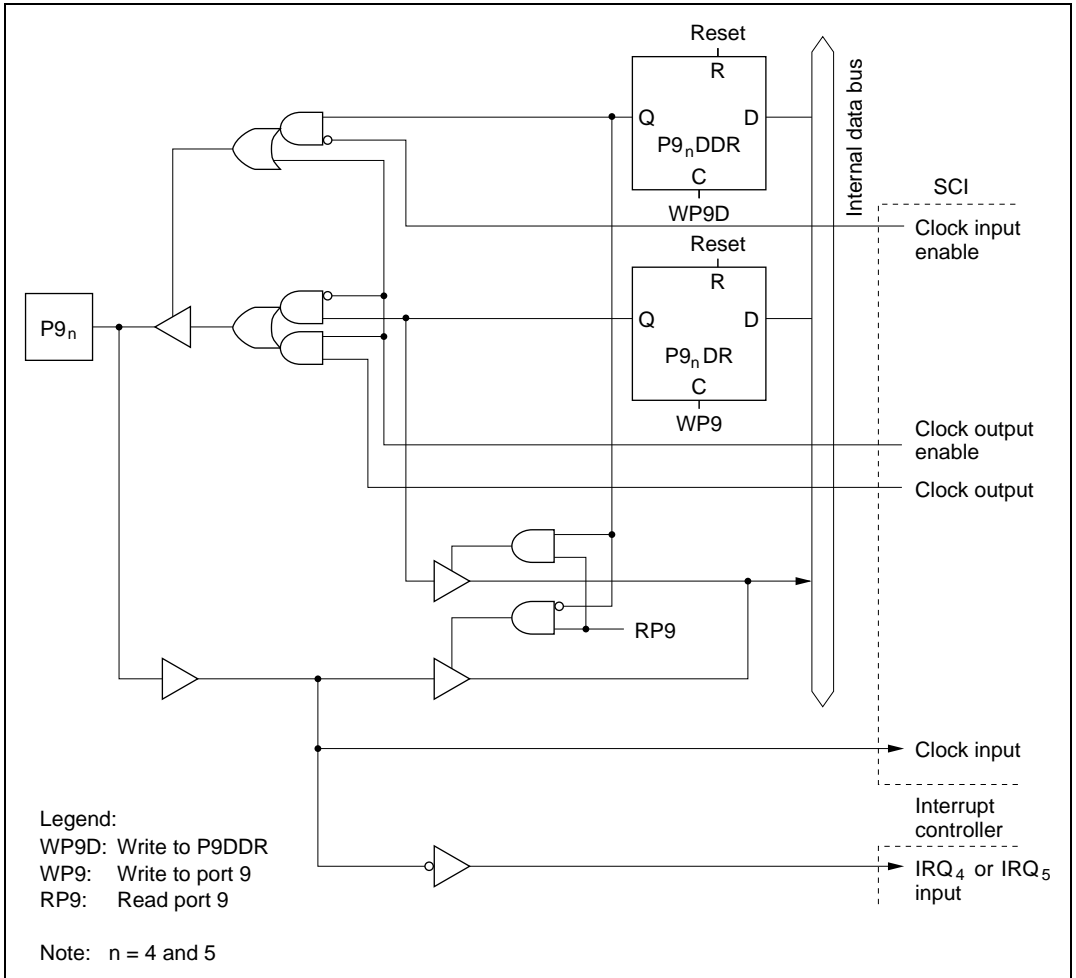 Reset
R
Q
D
P9nDDR
C
WP9D
Internal data bus
SCI
Clock input
enable
Reset
R
Q
D
P9nDR
C
WP9
P9n
Clock output
enable
Clock output
RP9
Clock input
Interrupt
controller
IRQ4 or IRQ5
input
Legend:
WP9D: Write to P9DDR
WP9: Write to port 9
RP9: Read port 9
Note: n = 4 and 5